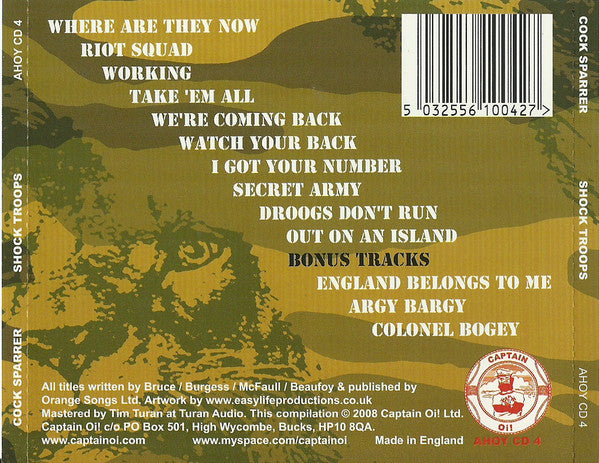 WHERE ARE THEY NOW
RIOT SQUAD
WORKING
TAKE 'EM ALL
WE'RE COMING BACK
WATCH YOUR BACK
I GOT YOUR NUMBER
SECRET ARMY
DROOGS DON'T RUN
OUT ON AN ISLAND
BONUS TRACKS
ENGLAND BELONGS TO ME
ARGY BARGY
COLONEL BOGEY
5 032556 100427 >
AHOY CD 4
SHOCK TROOPS
COCK SPARRER
COCK SPARRER
SHOCK TROOPS
AHOY CD 4
All titles written by Bruce / Burgess / McFaull / Beaufoy & published by
Orange Songs Ltd. Artwork by www.easylifeproductions.co.uk
Mastered by Tim Turan at Turan Audio. This compilation © 2008 Captain Oi! Ltd.
Captain Oi! c/o PO Box 501, High Wycombe, Bucks, HP10 8QA.
www.captainoi.com www.myspace.com/captainoi Made in England
CAPTAIN
Oi!
AHOY CD 4